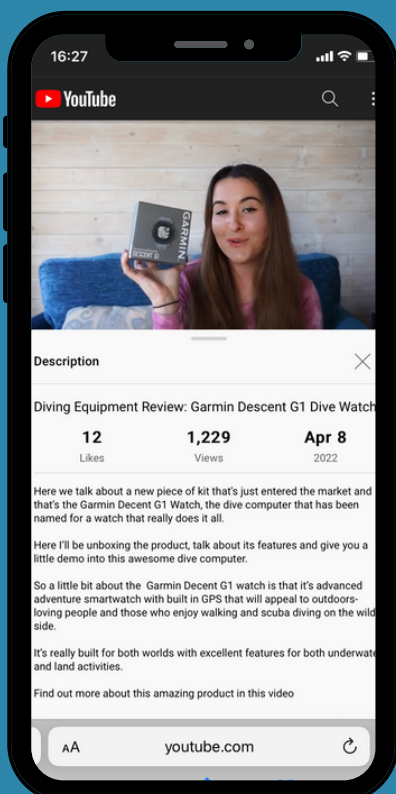 16:27
YouTube
GARMIN
DESCENT G1
Description
Diving Equipment Review: Garmin Descent G1 Dive Watch
12
1,229
Apr 8
Likes
Views
2022
Here we talk about a new piece of kit that's just entered the market and
that's the Garmin Decent G1 Watch, the dive computer that has been
named for a watch that really does it all.
Here I'll be unboxing the product, talk about its features and give you a
little demo into this awesome dive computer.
So a little bit about the Garmin Decent G1 watch is that it's advanced
adventure smartwatch with built in GPS that will appeal to outdoors-
loving people and those who enjoy walking and scuba diving on the wild
side.
It's really built for both worlds with excellent features for both underwate
and land activities.
Find out more about this amazing product in this video
AA
youtube.com